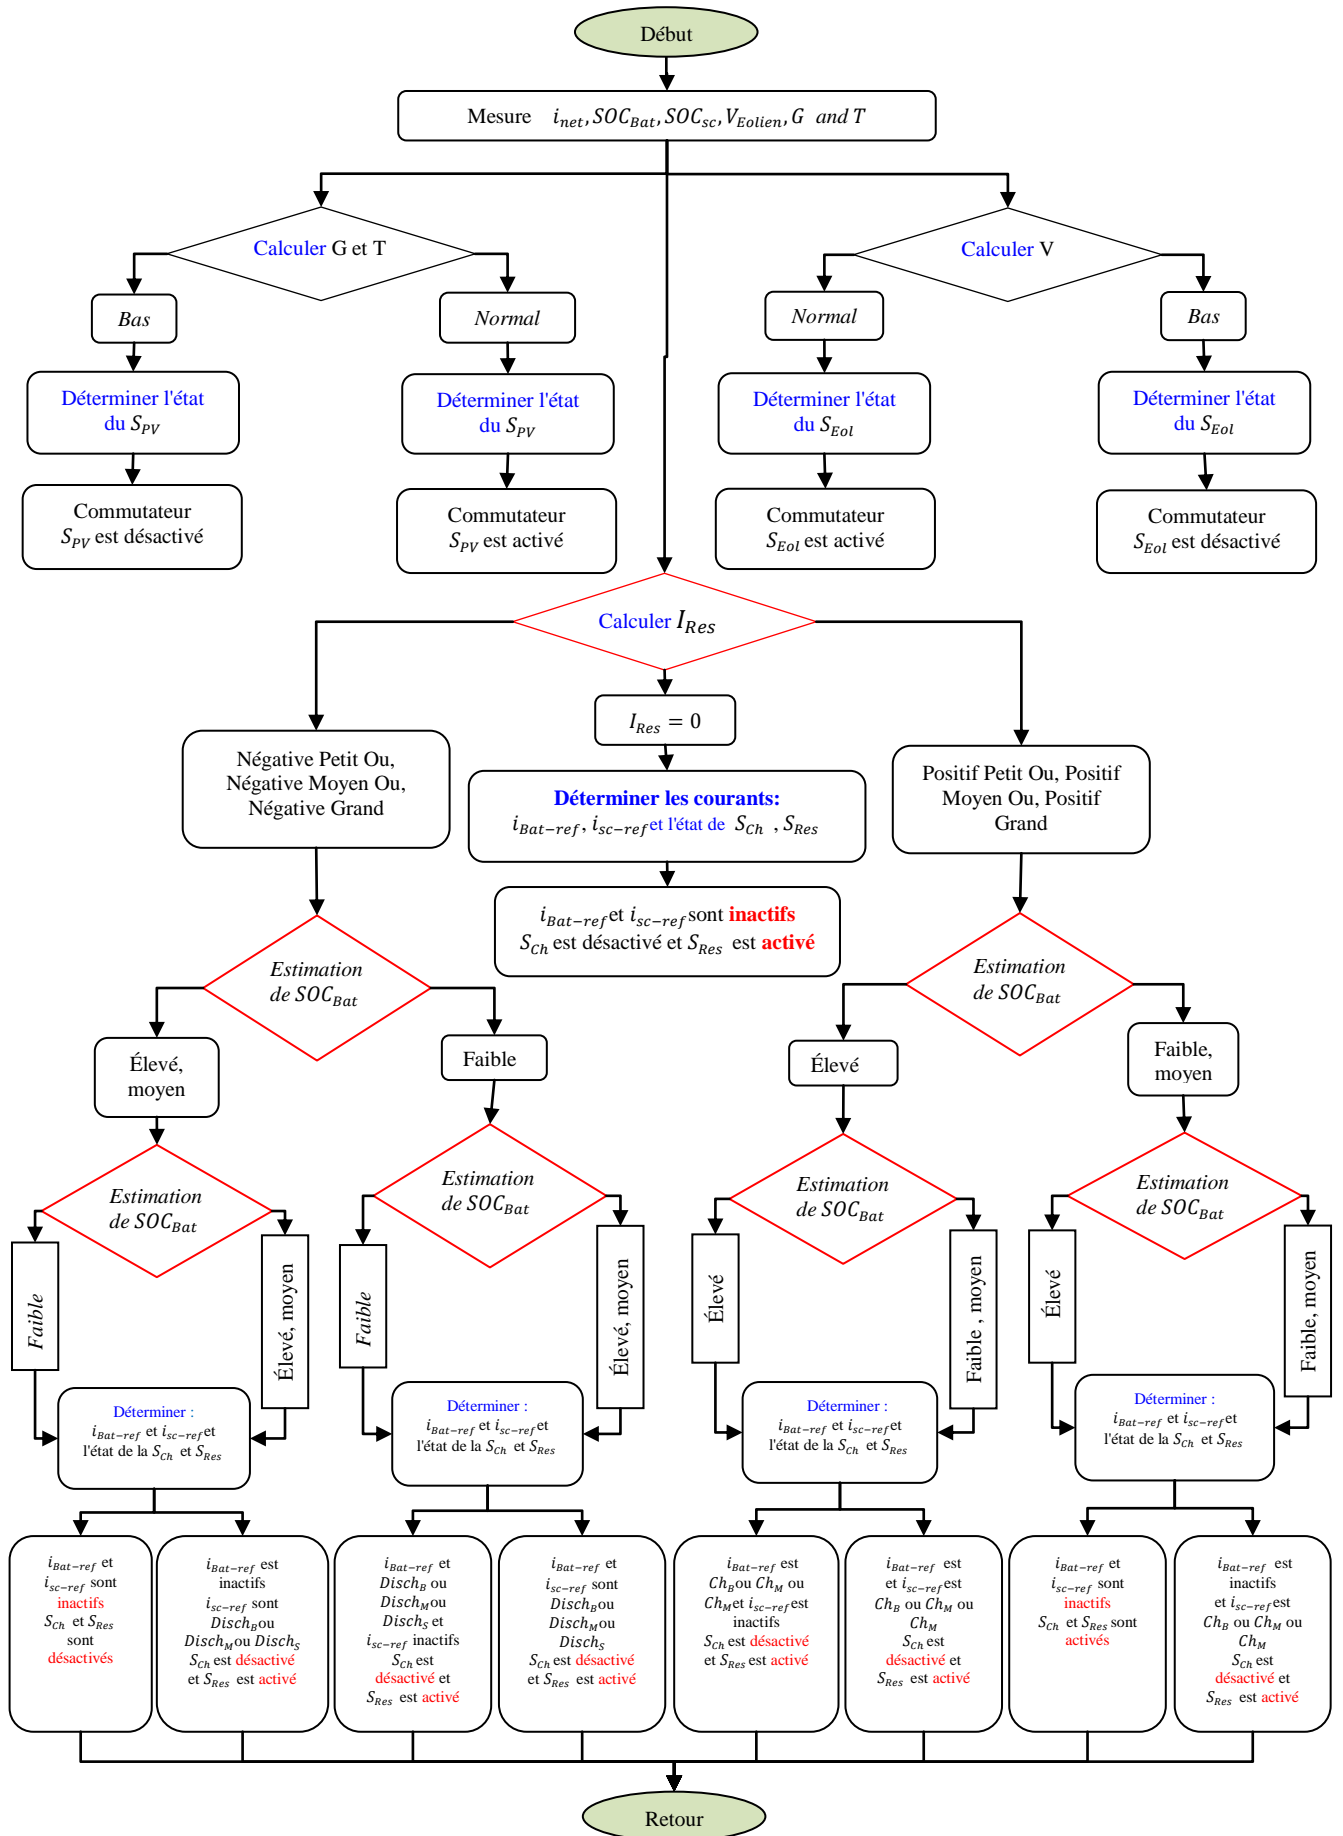 Début
Mesure i_net, SOC_Bat, SOC_sc, V_Eolien, G and T
Calculer G et T
Calculer V
Bas
Normal
Normal
Bas
Déterminer l'état
du S_PV
Déterminer l'état
du S_PV
Déterminer l'état
du S_Eol
Déterminer l'état
du S_Eol
Commutateur
S_PV est désactivé
Commutateur
S_PV est activé
Commutateur
S_Eol est activé
Commutateur
S_Eol est désactivé
Calculer I_Res
I_Res = 0
Négative Petit Ou,
Négative Moyen Ou,
Négative Grand
Déterminer les courants:
i_Bat-ref, i_sc-ref et l'état de S_Ch , S_Res
Positif Petit Ou, Positif
Moyen Ou, Positif
Grand
i_Bat-ref et i_sc-ref sont inactifs
S_Ch est désactivé et S_Res est activé
Estimation
de SOC_Bat
Estimation
de SOC_Bat
Élevé,
moyen
Faible
Élevé
Faible,
moyen
Estimation
de SOC_Bat
Estimation
de SOC_Bat
Estimation
de SOC_Bat
Estimation
de SOC_Bat
Faible
Élevé, moyen
Faible
Élevé, moyen
Élevé
Faible , moyen
Élevé
Faible, moyen
Déterminer :
i_Bat-ref et i_sc-ref et
l'état de la S_Ch et S_Res
Déterminer :
i_Bat-ref et i_sc-ref et
l'état de la S_Ch et S_Res
Déterminer :
i_Bat-ref et i_sc-ref et
l'état de la S_Ch et S_Res
Déterminer :
i_Bat-ref et i_sc-ref et
l'état de la S_Ch et S_Res
i_Bat-ref et
i_sc-ref sont
inactifs
S_Ch et S_Res
sont
désactivés
i_Bat-ref est
inactifs
i_sc-ref sont
Disch_B ou
Disch_M ou Disch_S
S_Ch est désactivé
et S_Res est activé
i_Bat-ref et
Disch_B ou
Disch_M ou
Disch_S et
i_sc-ref inactifs
S_Ch est
désactivé et
S_Res est activé
i_Bat-ref et
i_sc-ref sont
Disch_B ou
Disch_M ou
Disch_S
S_Ch est désactivé
et S_Res est activé
i_Bat-ref est
Ch_B ou Ch_M ou
Ch_M et i_sc-ref est
inactifs
S_Ch est désactivé
et S_Res est activé
i_Bat-ref est
et i_sc-ref est
Ch_B ou Ch_M ou
Ch_M
S_Ch est
désactivé et
S_Res est activé
i_Bat-ref et
i_sc-ref sont
inactifs
S_Ch et S_Res sont
activés
i_Bat-ref est
inactifs
et i_sc-ref est
Ch_B ou Ch_M ou
Ch_M
S_Ch est
désactivé et
S_Res est activé
Retour